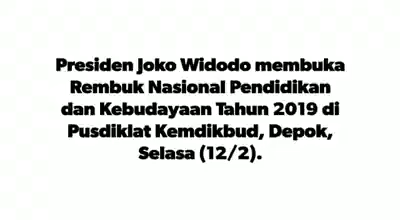 Presiden Joko Widodo membuka
Rembuk Nasional Pendidikan
dan Kebudayaan Tahun 2019 di
Pusdiklat Kemdikbud, Depok,
Selasa (12/2).